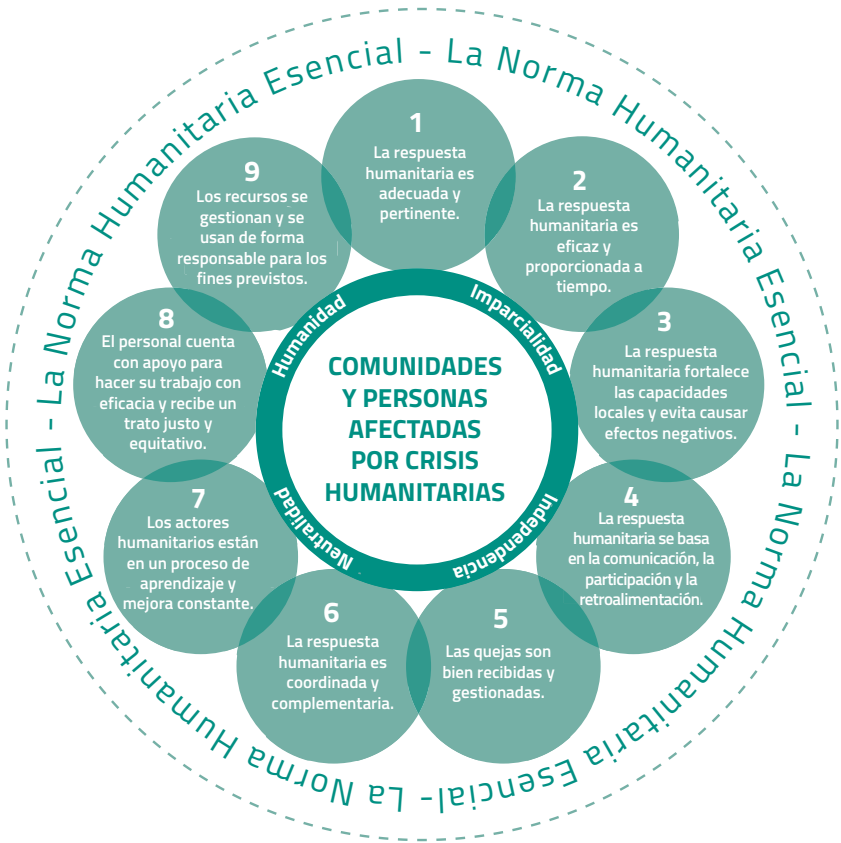 La Norma Humanitaria Esencial - La Norma Humanitaria Esencial - La Norma Humanitaria Esencial- La Norma Humanitaria Esencial -
1
La respuesta
humanitaria es
adecuada y
pertinente.
2
La respuesta
humanitaria es
eficaz y
proporcionada a
tiempo.
3
La respuesta
humanitaria fortalece
las capacidades
locales y evita causar
efectos negativos.
4
La respuesta
humanitaria se basa
en la comunicación, la
participación y la
retroalimentación.
5
Las quejas son
bien recibidas y
gestionadas.
6
La respuesta
humanitaria es
coordinada y
complementaria.
7
Los actores
humanitarios están
en un proceso de
aprendizaje y
mejora constante.
8
El personal cuenta
con apoyo para
hacer su trabajo con
eficacia y recibe un
trato justo y
equitativo.
9
Los recursos se
gestionan y se
usan de forma
responsable para los
fines previstos.
Humanidad
Imparcialidad
Independencia
Neutralidad
COMUNIDADES
Y PERSONAS
AFECTADAS
POR CRISIS
HUMANITARIAS